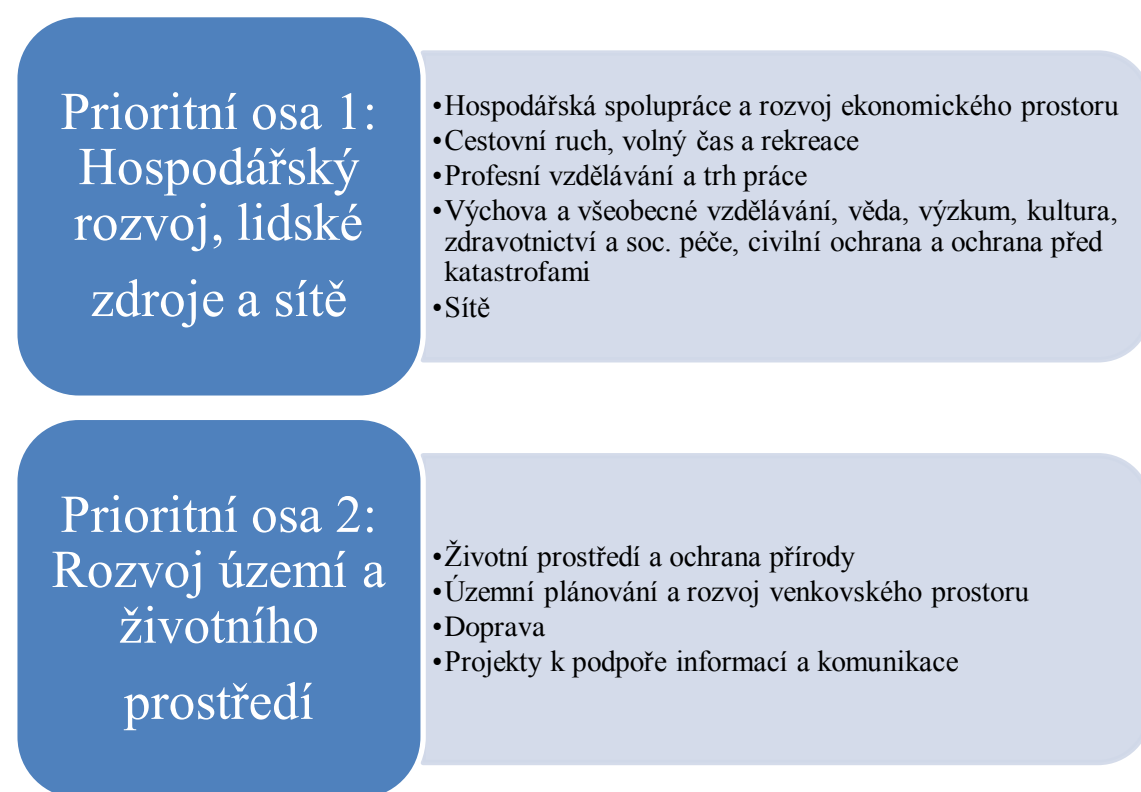 Prioritní osa 1:
Hospodářský
rozvoj, lidské
zdroje a sítě
•Hospodářská spolupráce a rozvoj ekonomického prostoru
•Cestovní ruch, volný čas a rekreace
•Profesní vzdělávání a trh práce
•Výchova a všeobecné vzdělávání, věda, výzkum, kultura,
zdravotnictví a soc. péče, civilní ochrana a ochrana před
katastrofami
•Sítě
Prioritní osa 2:
Rozvoj území a
životního
prostředí
•Životní prostředí a ochrana přírody
•Územní plánování a rozvoj venkovského prostoru
•Doprava
•Projekty k podpoře informací a komunikace